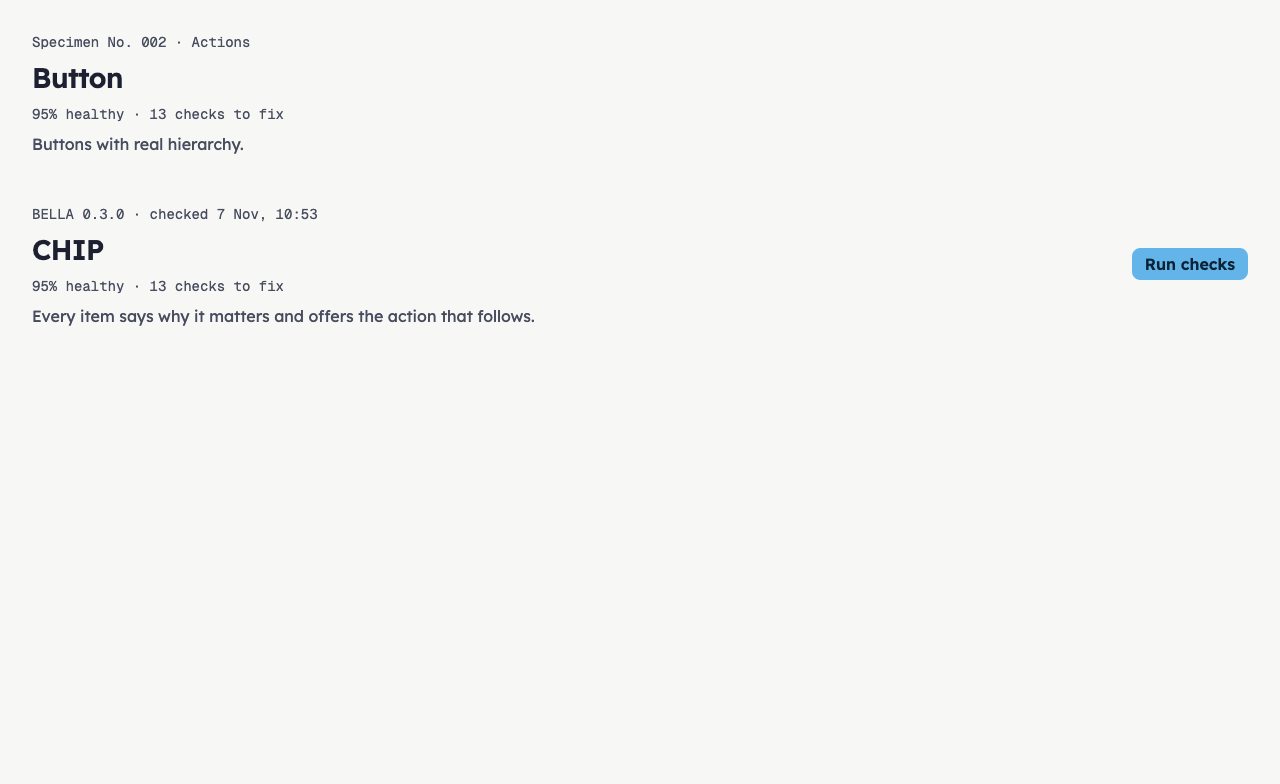 Specimen No. 002 · Actions
Button
95% healthy · 13 checks to fix
Buttons with real hierarchy.
BELLA 0.3.0 · checked 7 Nov, 10:53
CHIP
Run checks
95% healthy · 13 checks to fix
Every item says why it matters and offers the action that follows.